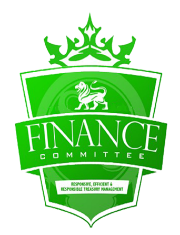 FINANCE
COMMITTEE
RESPONSIVE, EFFICIENT &
RESPONSIBLE TREASURY MANAGEMENT